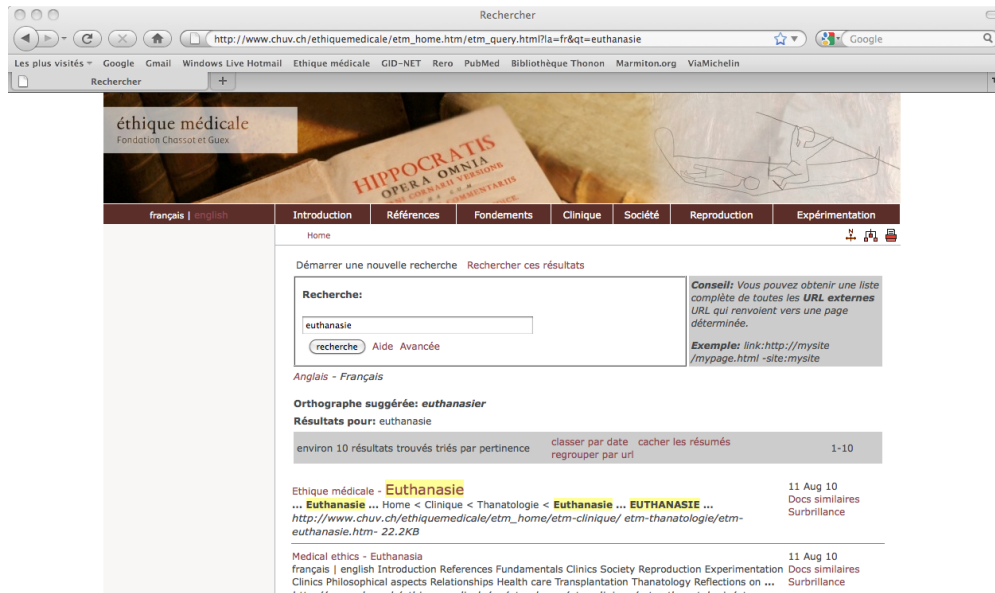 Rechercher
http://www.chuv.ch/ethiquemedicale/etm_home.htm/etm_query.html?la=fr&qt=euthanasie
Google
Les plus visités Google Gmail Windows Live Hotmail Ethique médicale GID-NET Rero PubMed Bibliothèque Thonon Marmiton.org ViaMichelin
Rechercher +
éthique médicale
Fondation Chassot et Guex
HIPPOCRATIS
OPERA OMNIA
français | english Introduction Références Fondements Clinique Société Reproduction Expérimentation
Home
Démarrer une nouvelle recherche Rechercher ces résultats
Recherche:
euthanasie
recherche Aide Avancée
Conseil: Vous pouvez obtenir une liste
complète de toutes les URL externes
URL qui renvoient vers une page
déterminée.
Exemple: link:http://mysite
/mypage.html -site:mysite
Anglais - Français
Orthographe suggérée: euthanasier
Résultats pour: euthanasie
environ 10 résultats trouvés triés par pertinence
classer par date cacher les résumés
regrouper par url
1-10
Ethique médicale - Euthanasie
... Euthanasie ... Home < Clinique < Thanatologie < Euthanasie ... EUTHANASIE ...
http://www.chuv.ch/ethiquemedicale/etm_home/etm-clinique/ etm-thanatologie/etm-
euthanasie.htm- 22.2KB
11 Aug 10
Docs similaires
Surbrillance
Medical ethics - Euthanasia
français | english Introduction References Fundamentals Clinics Society Reproduction Experimentation
Clinics Philosophical aspects Relationships Health care Transplantation Thanatology Reflections on ...
11 Aug 10
Docs similaires
Surbrillance